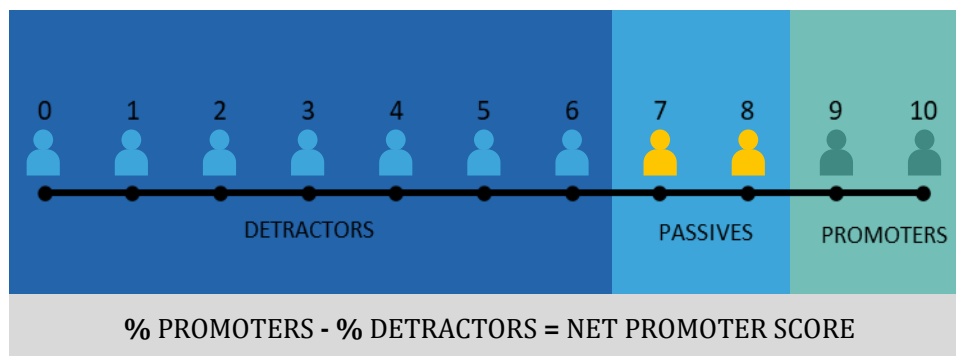 0 1 2 3 4 5 6 7 8 9 10
DETRACTORS PASSIVES PROMOTERS
% PROMOTERS - % DETRACTORS = NET PROMOTER SCORE